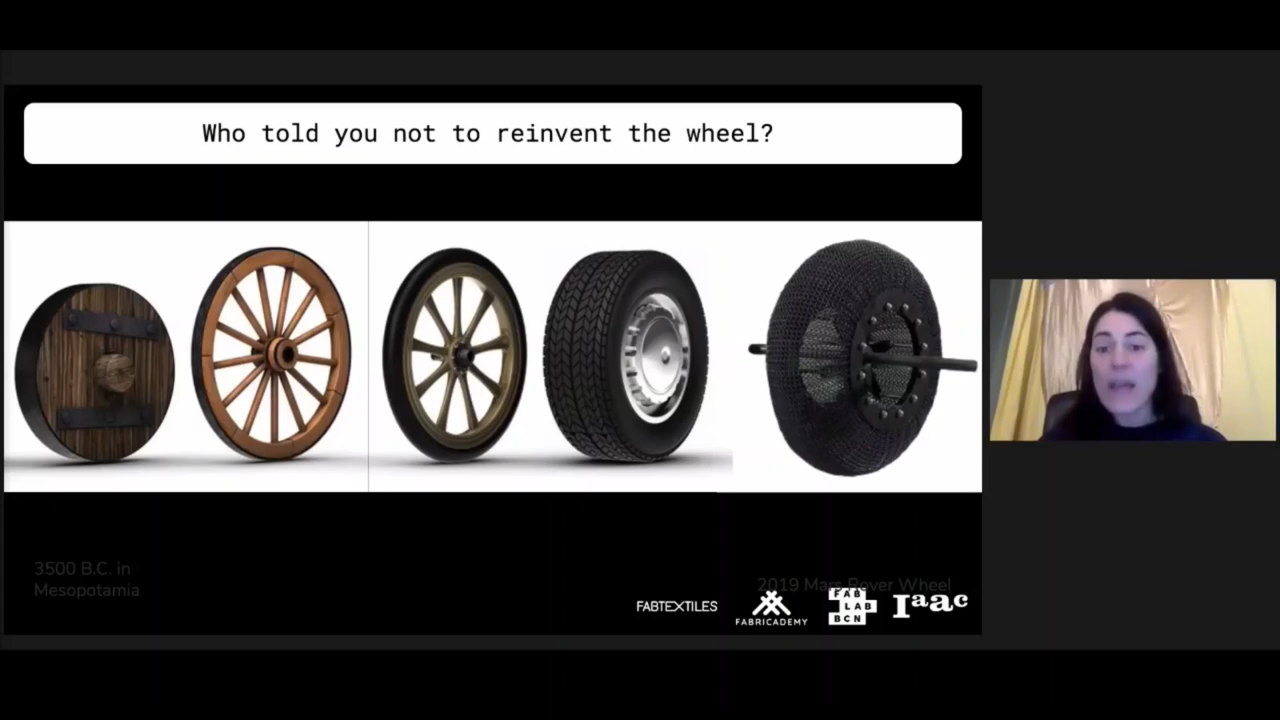 Who told you not to reinvent the wheel?
3500 B.C. in
Mesopotamia
2019 Mars Rover Wheel
FABTEXTILES
FABRICADEMY
FAB
LAB
BCN
Iaac